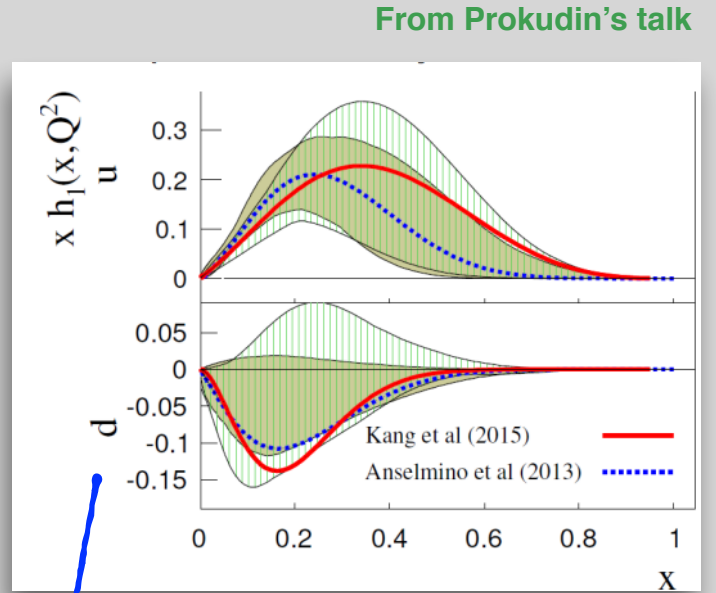 From Prokudin's talk
x h₁(x,Q²)
u
0.3
0.2
0.1
0
0.05
0
-0.05
-0.1
-0.15
d
Kang et al (2015)
Anselmino et al (2013)
0 0.2 0.4 0.6 0.8 1
x